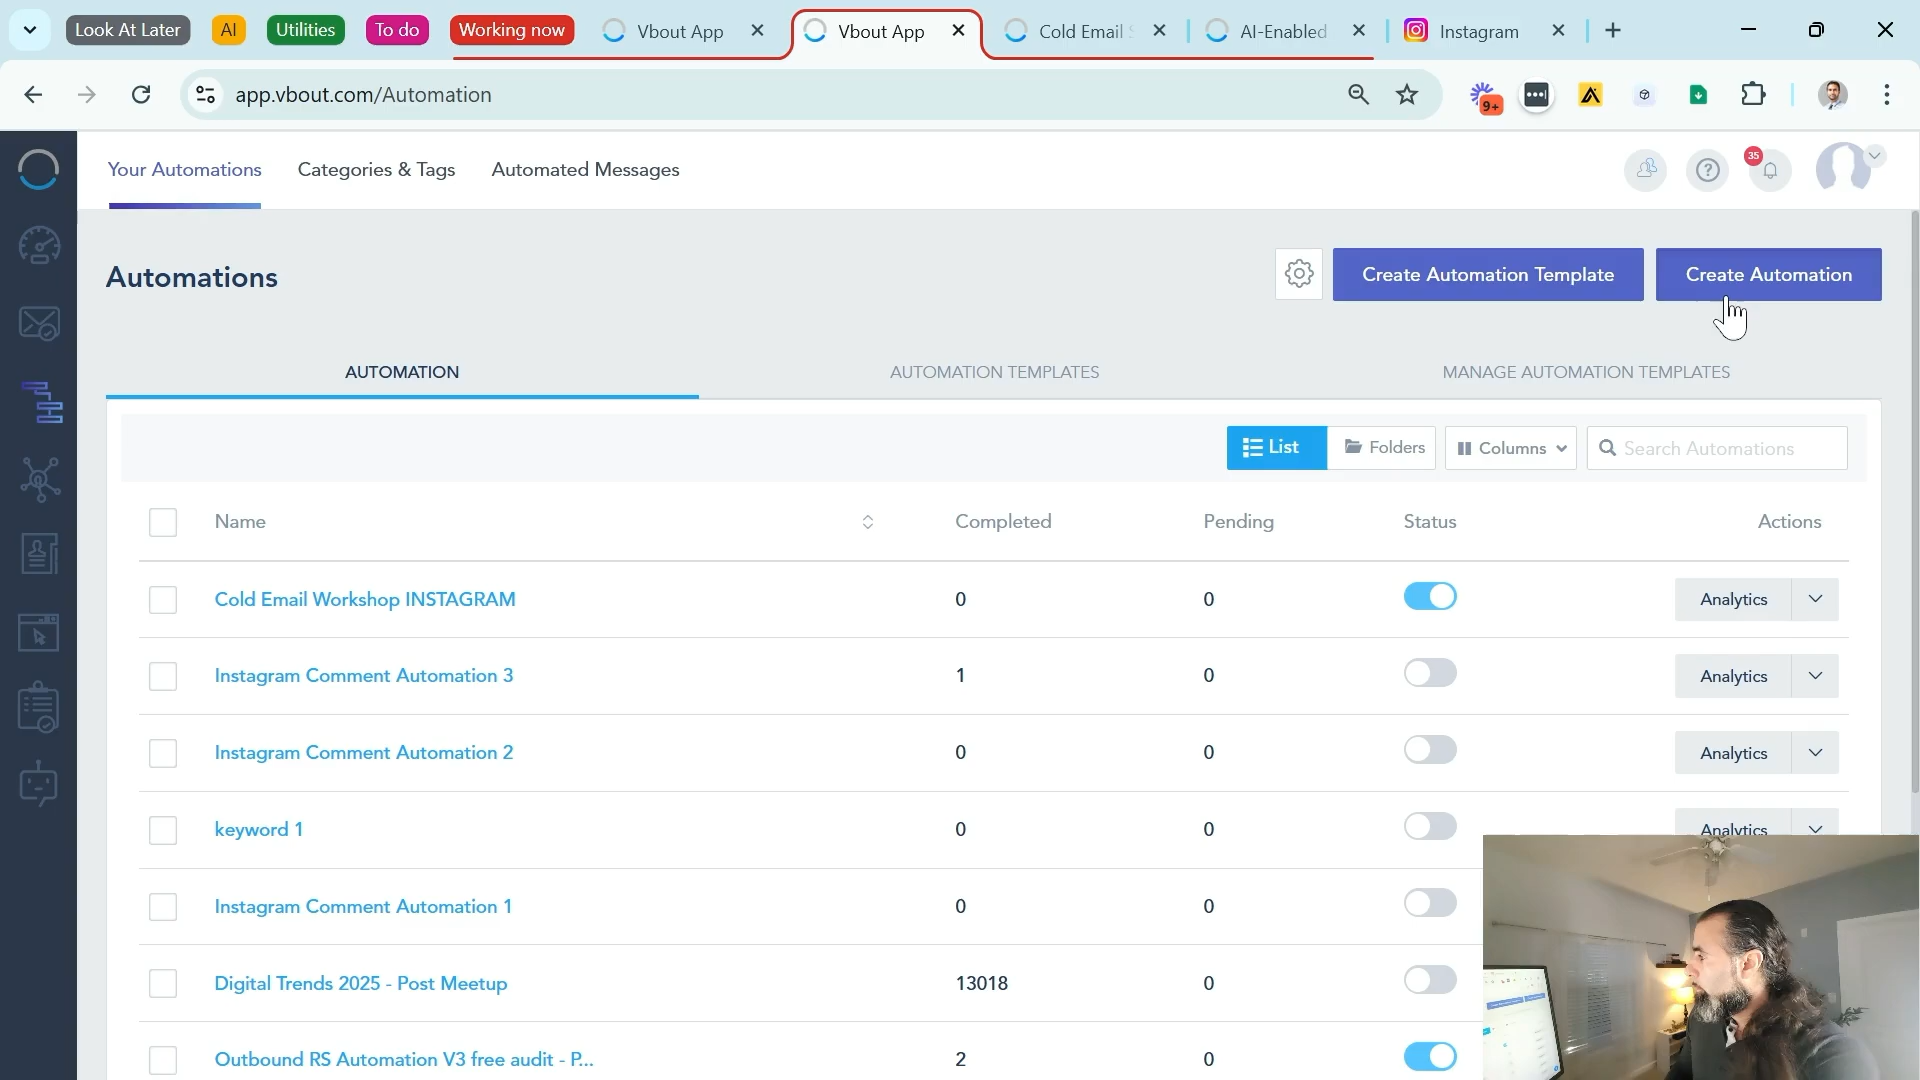 Look At Later
AI
Utilities
To do
Working now
Vbout App
Vbout App
Cold Email S
AI-Enabled
Instagram
app.vbout.com/Automation
9+
Your Automations
Categories & Tags
Automated Messages
35
Automations
Create Automation Template
Create Automation
AUTOMATION
AUTOMATION TEMPLATES
MANAGE AUTOMATION TEMPLATES
List
Folders
Columns
Search Automations
Name
Completed
Pending
Status
Actions
Cold Email Workshop INSTAGRAM
0
0
Analytics
Instagram Comment Automation 3
1
0
Analytics
Instagram Comment Automation 2
0
0
Analytics
keyword 1
0
0
Analytics
Instagram Comment Automation 1
0
0
Digital Trends 2025 - Post Meetup
13018
0
Outbound RS Automation V3 free audit - P...
2
0